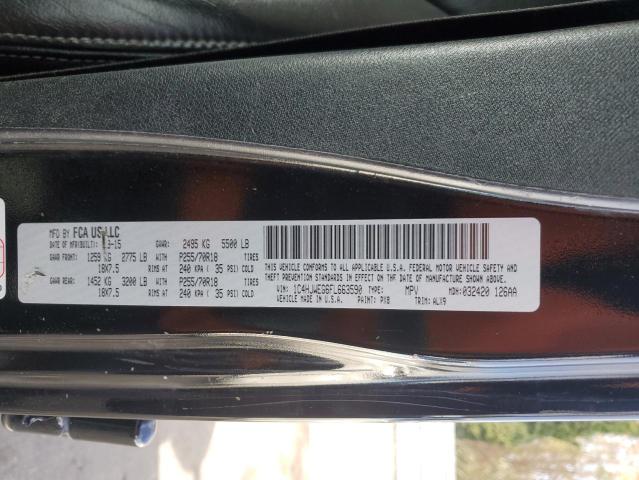 MFD BY FCA US LLC
DATE OF MFR(BUILT): 3-15 GVWR: 2495 KG 5500 LB
GAWR FRONT: 1259 KG 2775 LB WITH P255/70R18 TIRES
18X7.5 RIMS AT 240 KPA ( 35 PSI) COLD
GAWR REAR: 1452 KG 3200 LB WITH P255/70R18 TIRES
18X7.5 RIMS AT 240 KPA ( 35 PSI) COLD
THIS VEHICLE CONFORMS TO ALL APPLICABLE U.S.A. FEDERAL MOTOR VEHICLE SAFETY AND
THEFT PREVENTION STANDARDS IN EFFECT ON THE DATE OF MANUFACTURE SHOWN ABOVE.
VIN: 1C4HJWEG6FL663590 TYPE: MPV MDH: 032420 126AA
VEHICLE MADE IN U.S.A. PAINT: PX8 TRIM: ALX9